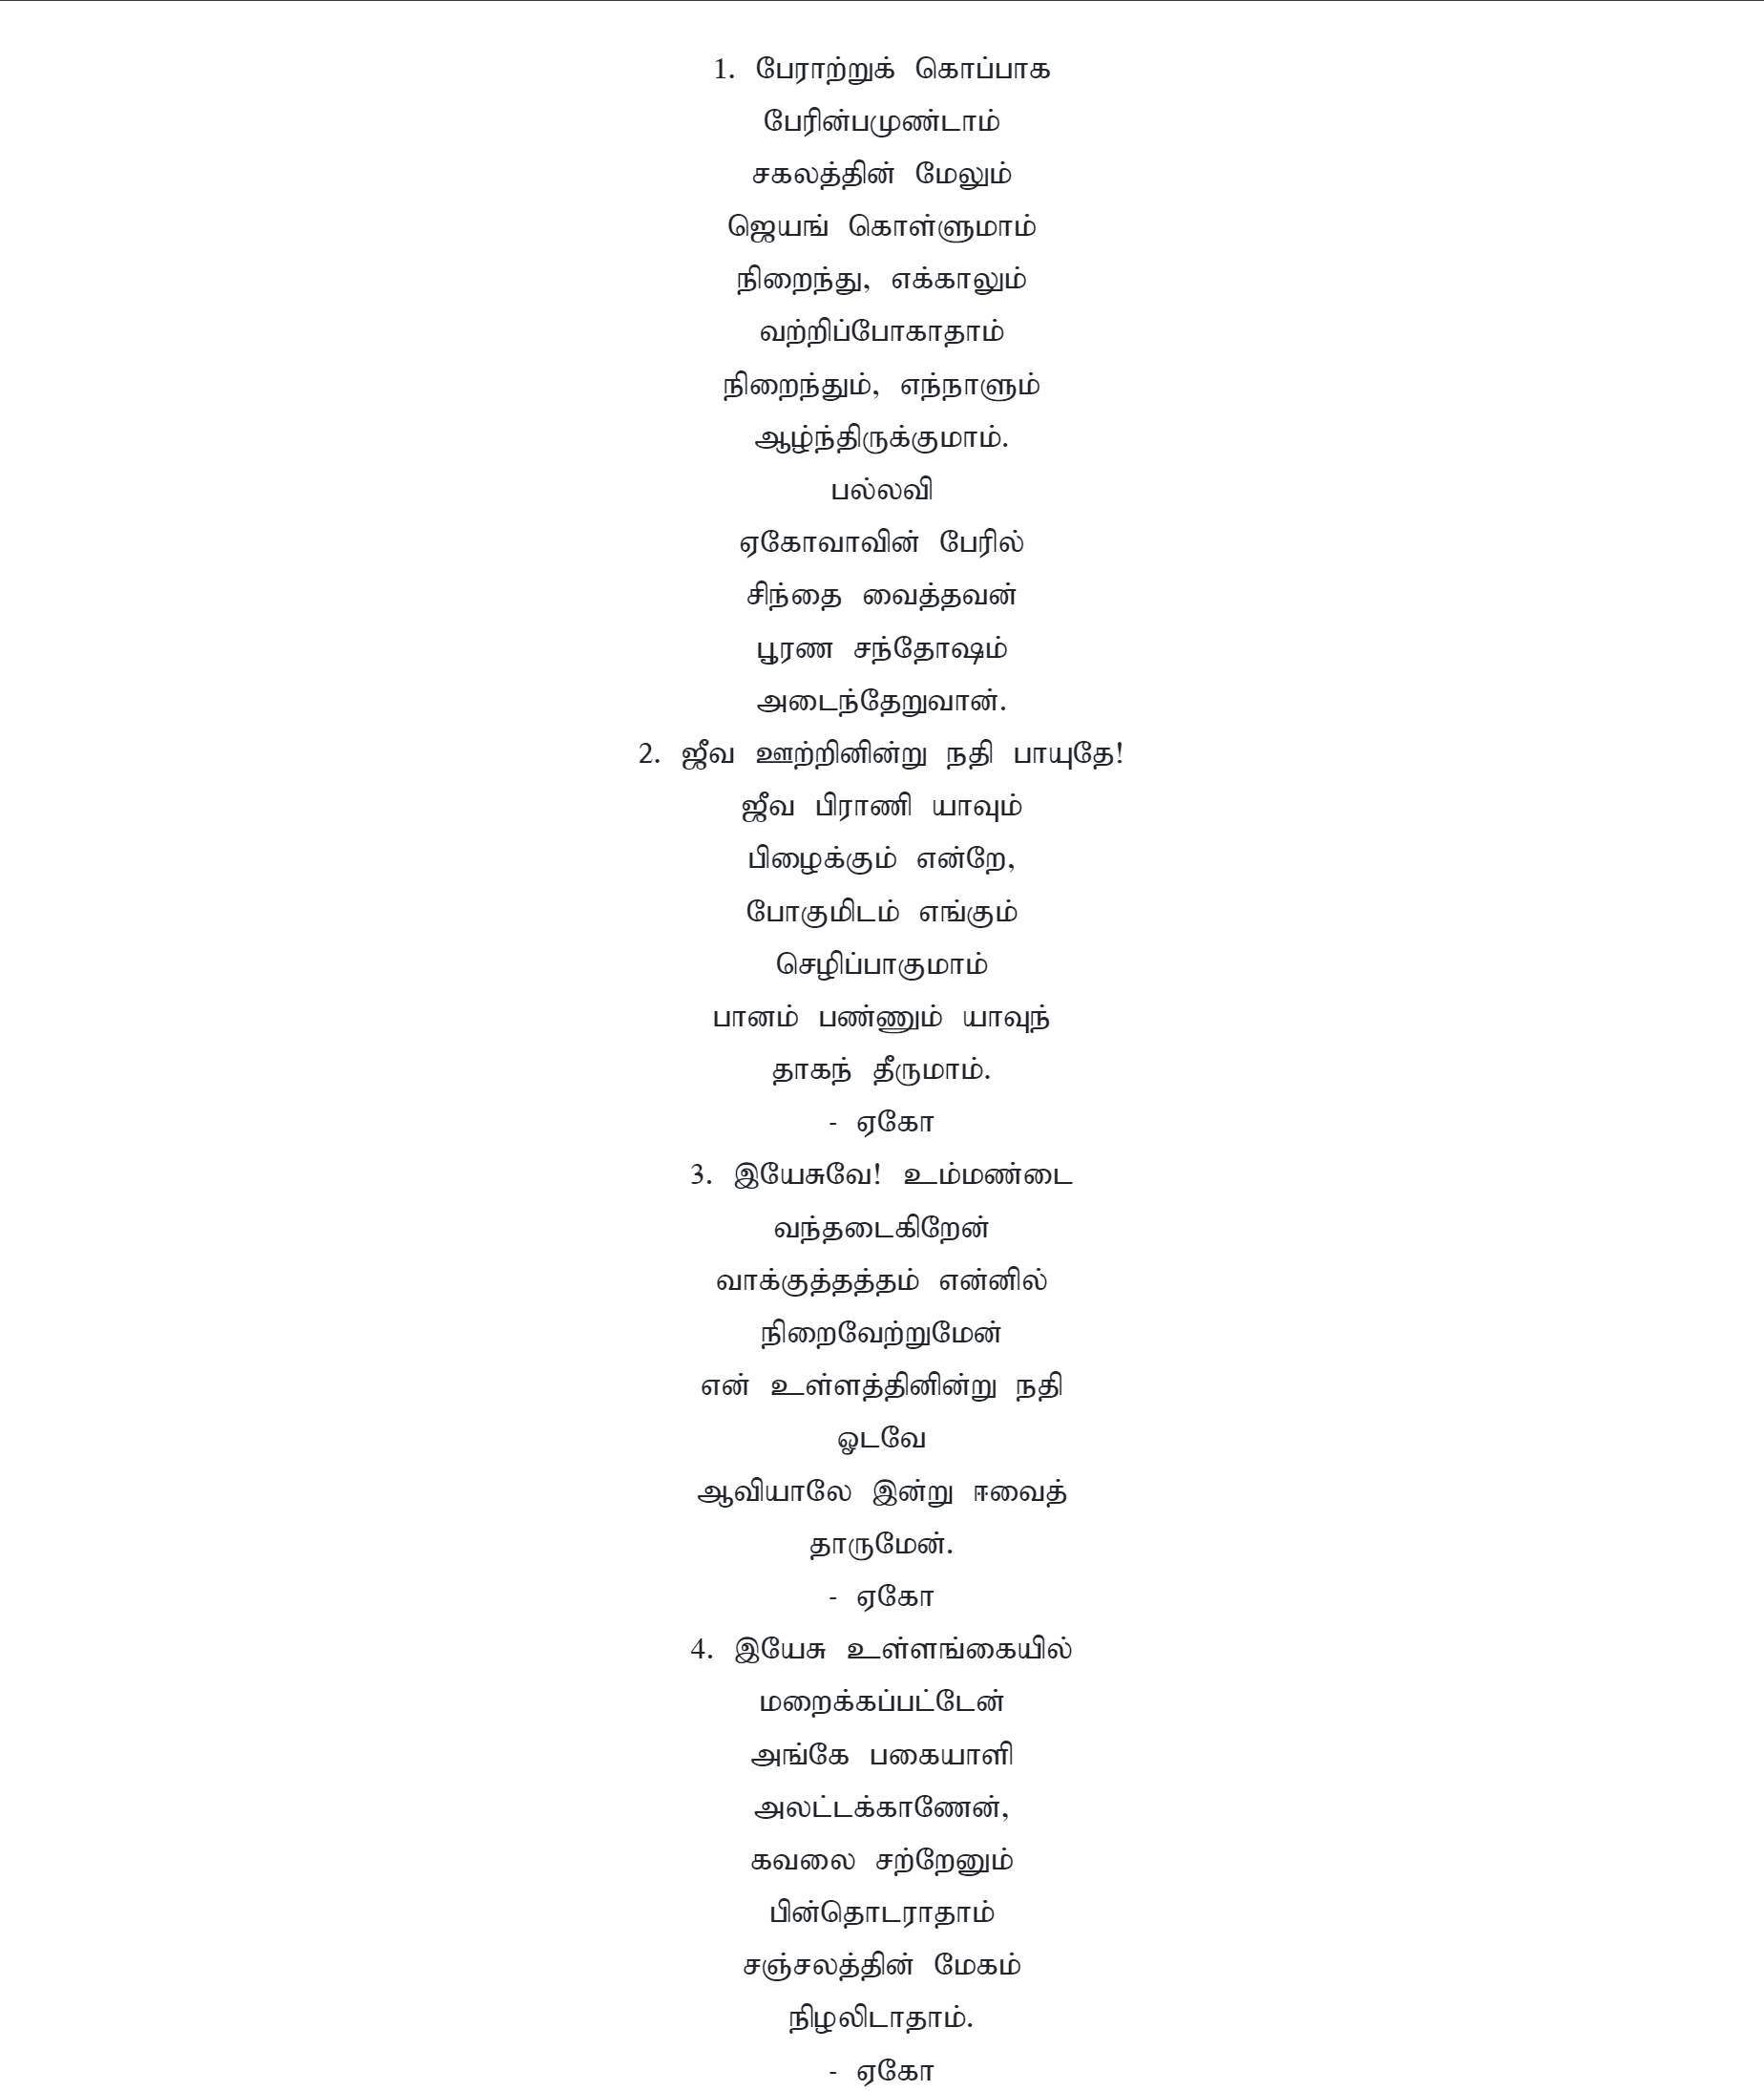 1. பேராற்றுக் கொப்பாக
பேரின்பமுண்டாம்
சகலத்தின் மேலும்
ஜெயங் கொள்ளுமாம்
நிறைந்து, எக்காலும்
வற்றிப்போகாதாம்
நிறைந்தும், எந்நாளும்
ஆழ்ந்திருக்குமாம்.
பல்லவி
ஏகோவாவின் பேரில்
சிந்தை வைத்தவன்
பூரண சந்தோஷம்
அடைந்தேறுவான்.
2. ஜீவ ஊற்றினின்று நதி பாயுதே!
ஜீவ பிராணி யாவும்
பிழைக்கும் என்றே,
போகுமிடம் எங்கும்
செழிப்பாகுமாம்
பானம் பண்ணும் யாவுந்
தாகந் தீருமாம்.
- ஏகோ
3. இயேசுவே! உம்மண்டை
வந்தடைகிறேன்
வாக்குத்தத்தம் என்னில்
நிறைவேற்றுமேன்
என் உள்ளத்தினின்று நதி
ஓடவே
ஆவியாலே இன்று ஈவைத்
தாருமேன்.
- ஏகோ
4. இயேசு உள்ளங்கையில்
மறைக்கப்பட்டேன்
அங்கே பகையாளி
அலட்டக்காணேன்,
கவலை சற்றேனும்
பின்தொடராதாம்
சஞ்சலத்தின் மேகம்
நிழலிடாதாம்.
- ஏகோ